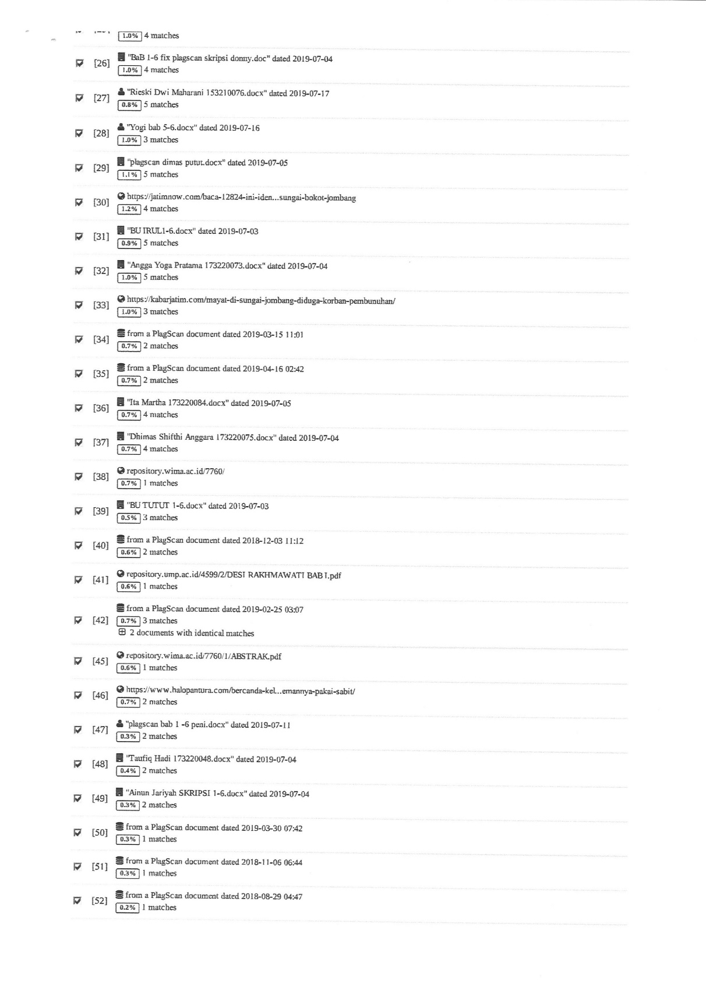 1.0% 4 matches
[26] "BaB 1-6 fix plagscan skripsi donny.doc" dated 2019-07-04
1.0% 4 matches
[27] "Rieski Dwi Maharani 153210076.docx" dated 2019-07-17
0.8% 5 matches
[28] "Yogi bab 5-6.docx" dated 2019-07-16
1.0% 3 matches
[29] "plagscan dimas putut.docx" dated 2019-07-05
1.1% 5 matches
[30] https://jatimnow.com/baca-12824-ini-iden...sungai-bokot-jombang
1.2% 4 matches
[31] "BU IRUL1-6.docx" dated 2019-07-03
0.9% 5 matches
[32] "Angga Yoga Pratama 173220073.docx" dated 2019-07-04
1.0% 5 matches
[33] https://kabarjatim.com/mayat-di-sungai-jombang-diduga-korban-pembunuhan/
1.0% 3 matches
[34] from a PlagScan document dated 2019-03-15 11:01
0.7% 2 matches
[35] from a PlagScan document dated 2019-04-16 02:42
0.7% 2 matches
[36] "Ita Martha 173220084.docx" dated 2019-07-05
0.7% 4 matches
[37] "Dhimas Shifthi Anggara 173220075.docx" dated 2019-07-04
0.7% 4 matches
[38] repository.wima.ac.id/7760/
0.7% 1 matches
[39] "BU TUTUT 1-6.docx" dated 2019-07-03
0.5% 3 matches
[40] from a PlagScan document dated 2018-12-03 11:12
0.6% 2 matches
[41] repository.ump.ac.id/4599/2/DESI RAKHMAWATI BAB I.pdf
0.6% 1 matches
from a PlagScan document dated 2019-02-25 03:07
[42] 0.7% 3 matches
2 documents with identical matches
[45] repository.wima.ac.id/7760/1/ABSTRAK.pdf
0.6% 1 matches
[46] https://www.halopantura.com/bercanda-kel...emannya-pakai-sabit/
0.7% 2 matches
[47] "plagscan bab 1 -6 peni.docx" dated 2019-07-11
0.3% 2 matches
[48] "Taufiq Hadi 173220048.docx" dated 2019-07-04
0.4% 2 matches
[49] "Ainun Jariyah SKRIPSI 1-6.docx" dated 2019-07-04
0.3% 2 matches
[50] from a PlagScan document dated 2019-03-30 07:42
0.3% 1 matches
[51] from a PlagScan document dated 2018-11-06 06:44
0.3% 1 matches
[52] from a PlagScan document dated 2018-08-29 04:47
0.2% 1 matches